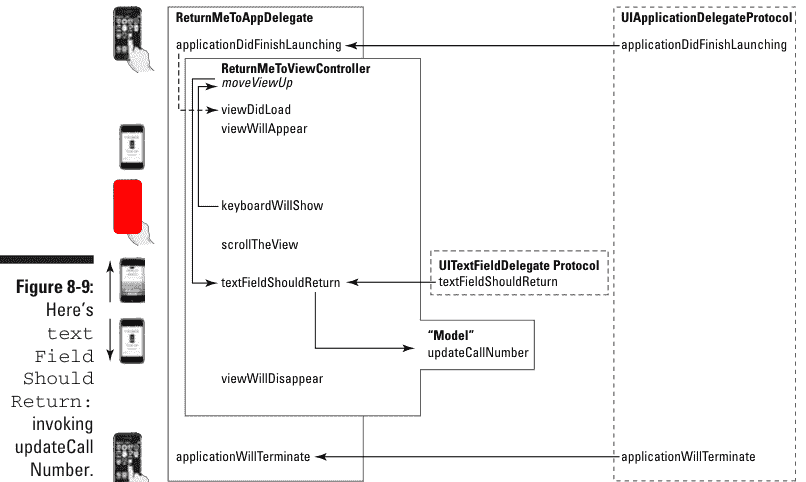 ReturnMeToAppDelegate
UIApplicationDelegateProtocol
applicationDidFinishLaunching
applicationDidFinishLaunching
ReturnMeToViewController
moveViewUp
viewDidLoad
viewWillAppear
keyboardWillShow
scrollTheView
UITextFieldDelegate Protocol
textFieldShouldReturn
textFieldShouldReturn
“Model”
updateCallNumber
viewWillDisappear
applicationWillTerminate
applicationWillTerminate
Figure 8-9:
Here’s
text
Field
Should
Return:
invoking
updateCall
Number.